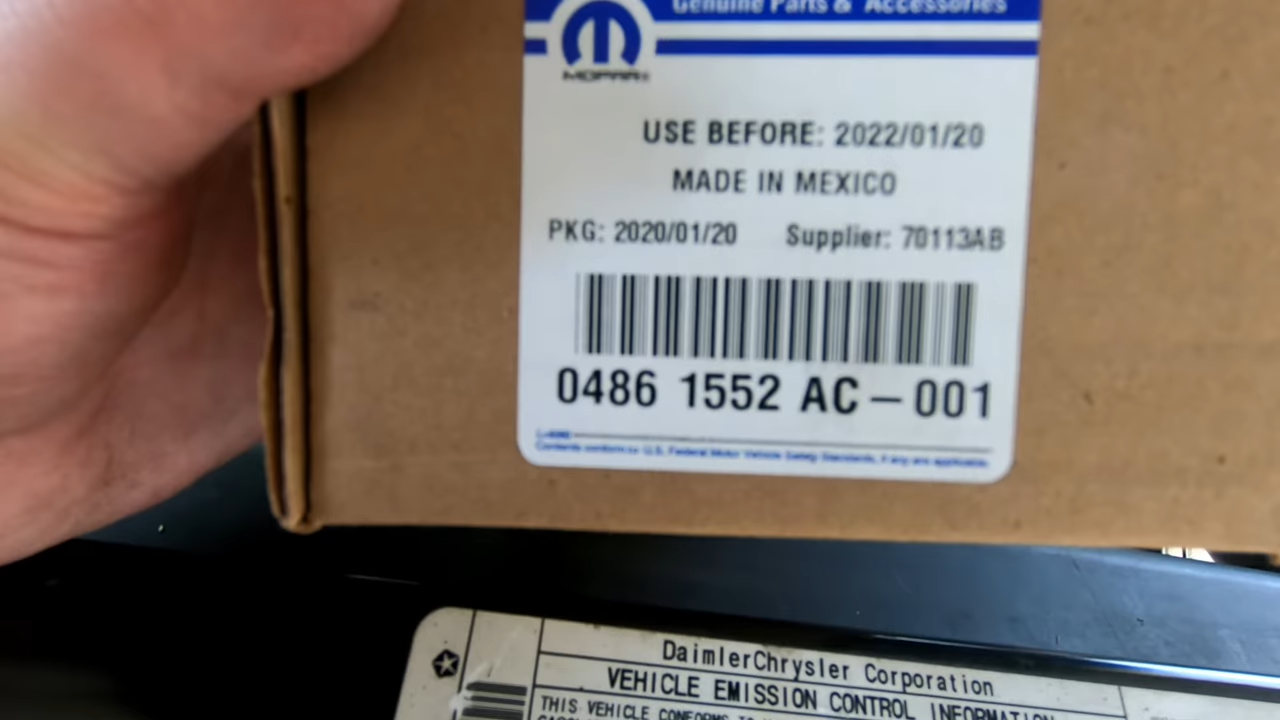 Genuine Parts & Accessories
MOPAR
USE BEFORE: 2022/01/20
MADE IN MEXICO
PKG: 2020/01/20 Supplier: 70113AB
0486 1552 AC – 001
Contents conform to U.S. Federal Motor Vehicle Safety Standards, if any are applicable.
DaimlerChrysler Corporation
VEHICLE EMISSION CONTROL INFORMATION
THIS VEHICLE CONFORMS TO